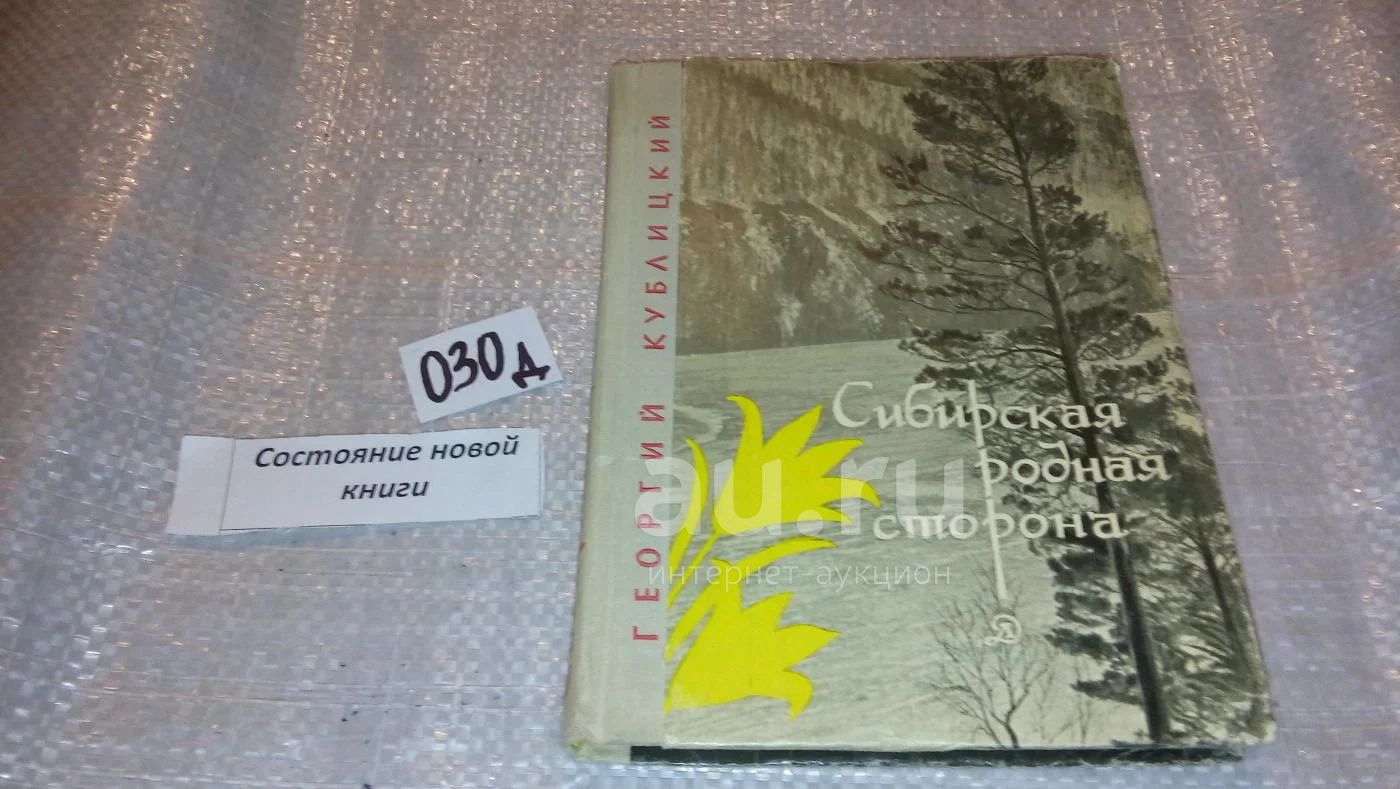 ГЕОРГИЙ КУБЛИЦКИЙ
Сибирская
родная
сторона
030д
Состояние новой
книги
au.ru
интернет-аукцион